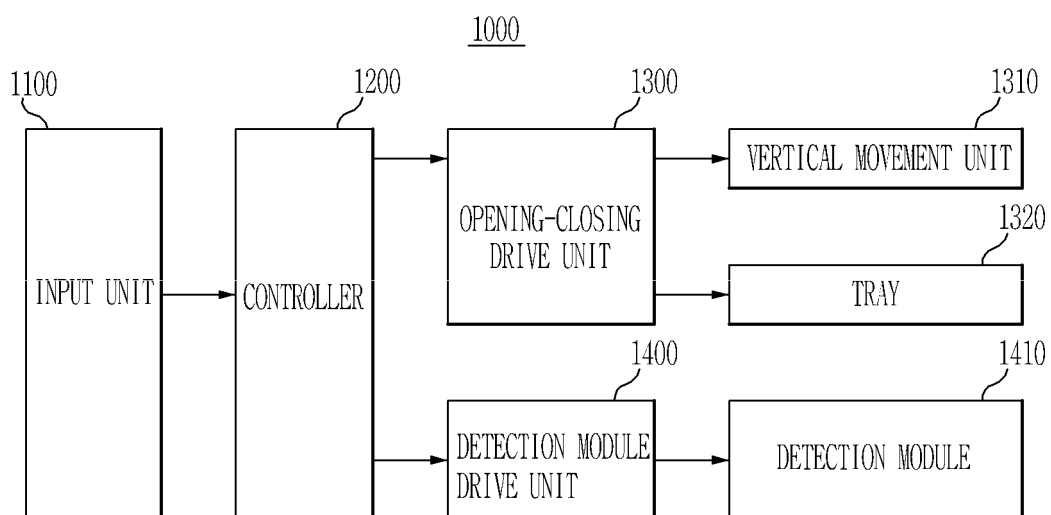 1000
1100
1200
1300
1310
VERTICAL MOVEMENT UNIT
OPENING-CLOSING
DRIVE UNIT
1320
INPUT UNIT
CONTROLLER
TRAY
1400
1410
DETECTION MODULE
DRIVE UNIT
DETECTION MODULE